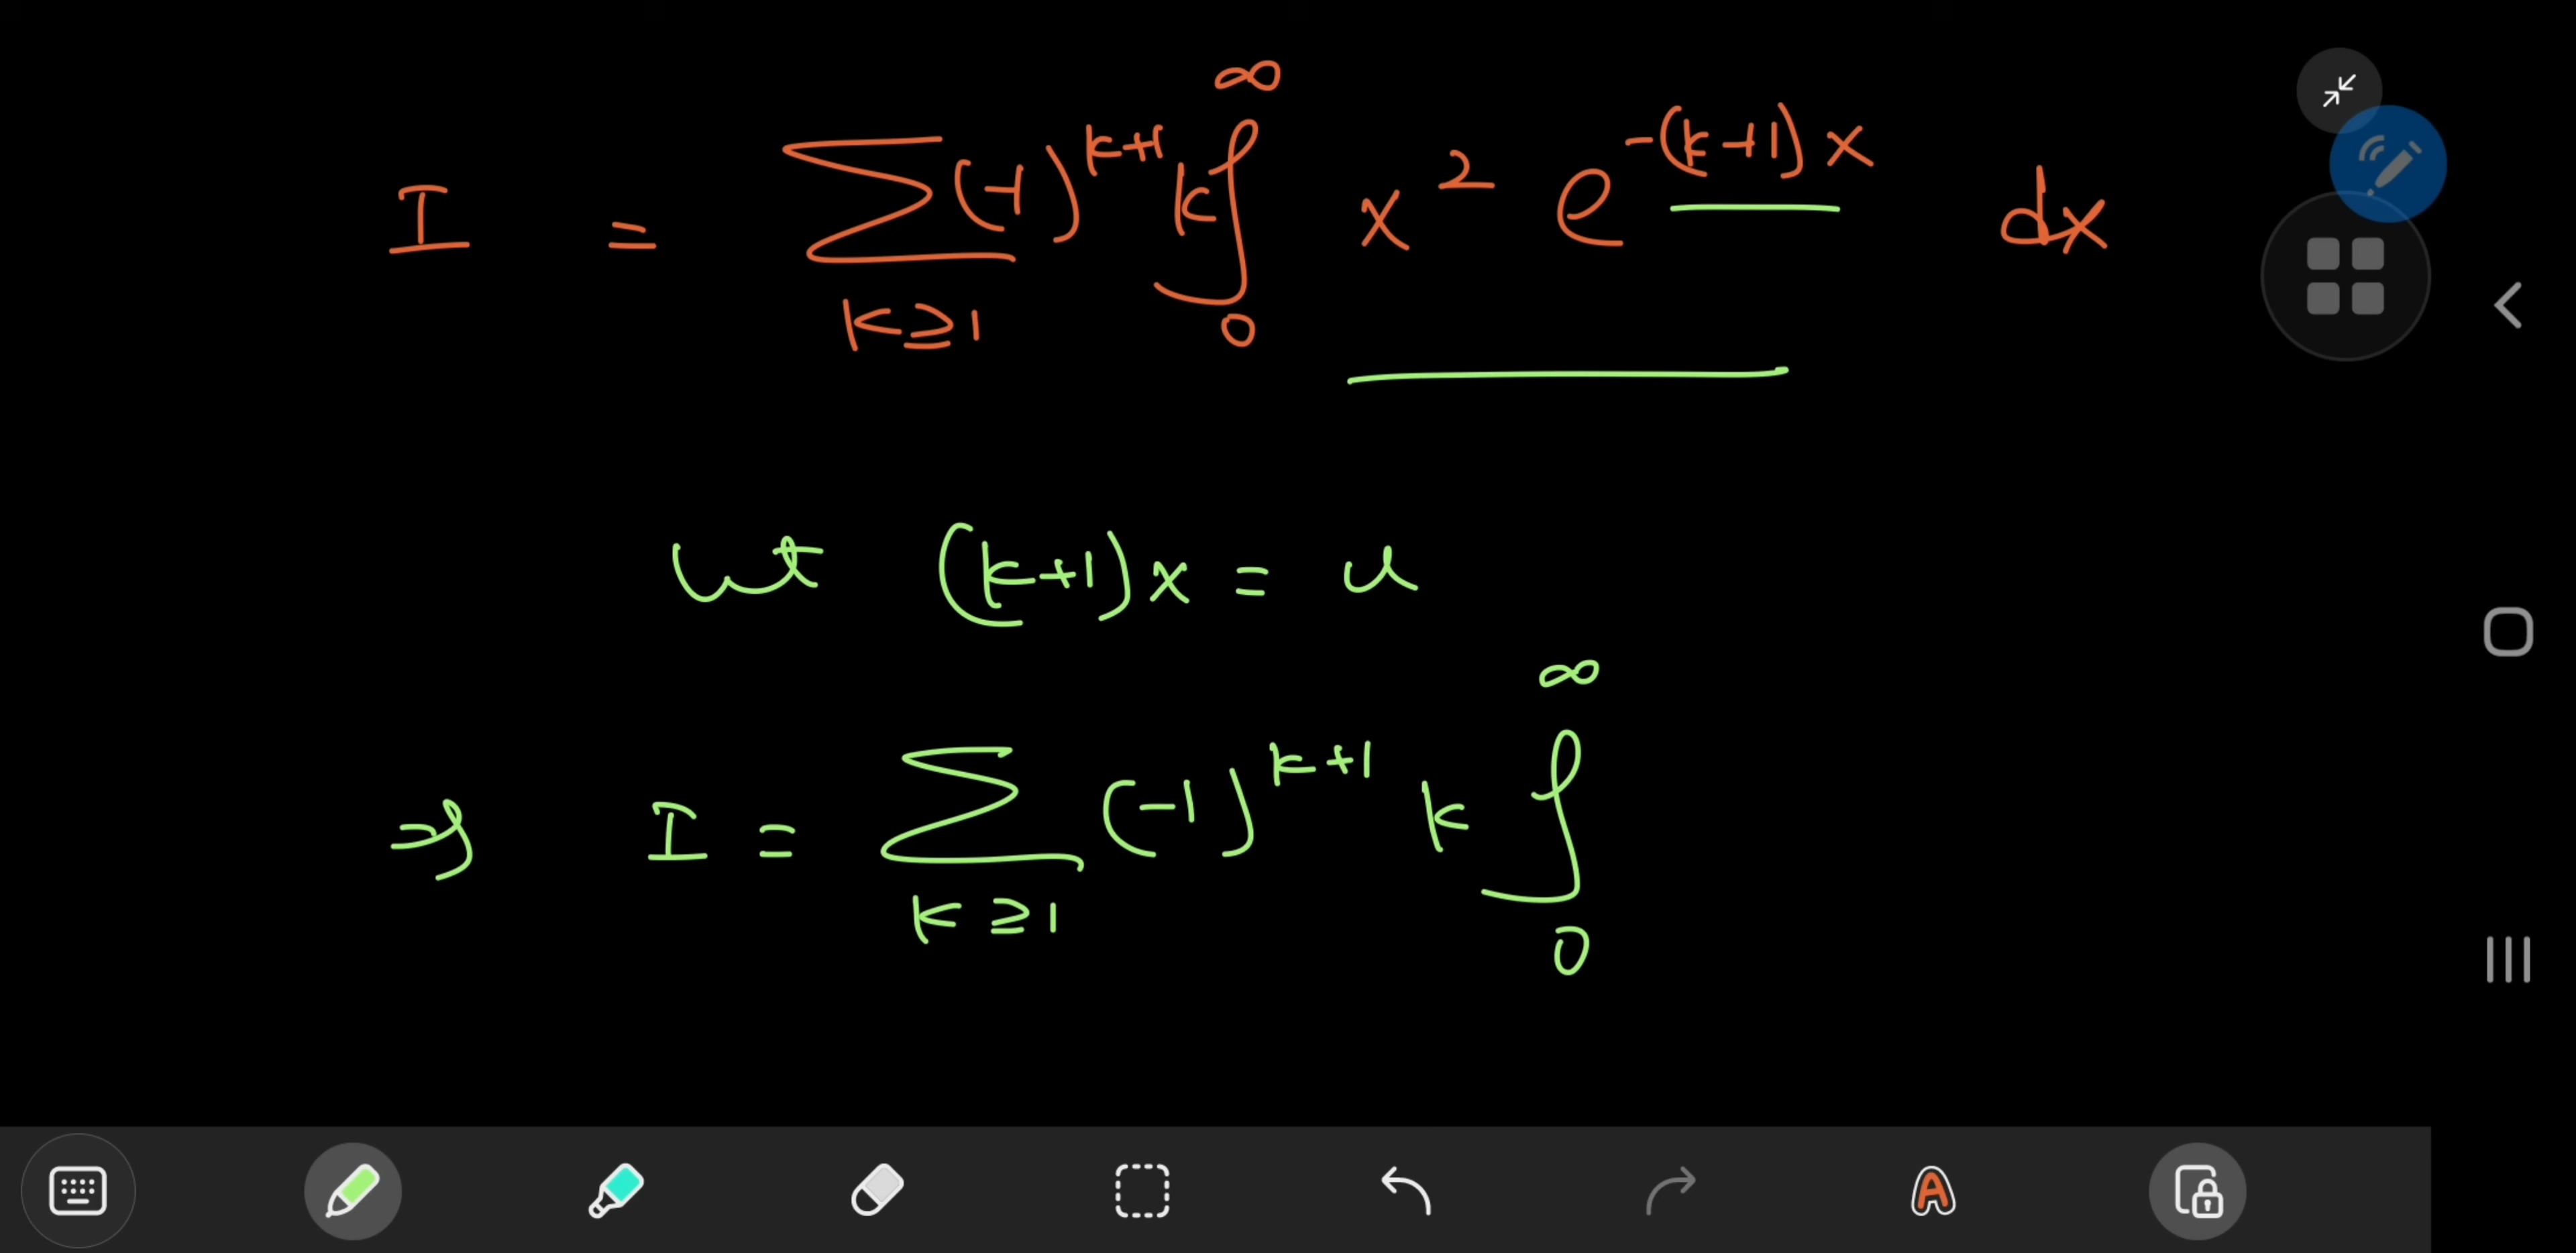 I = ∑_{k≥1} (-1)^{k+1} k ∫_0^∞ x^2 e^{-(k+1)x} dx
let (k+1)x = u
⇒ I = ∑_{k≥1} (-1)^{k+1} k ∫_0^∞
A